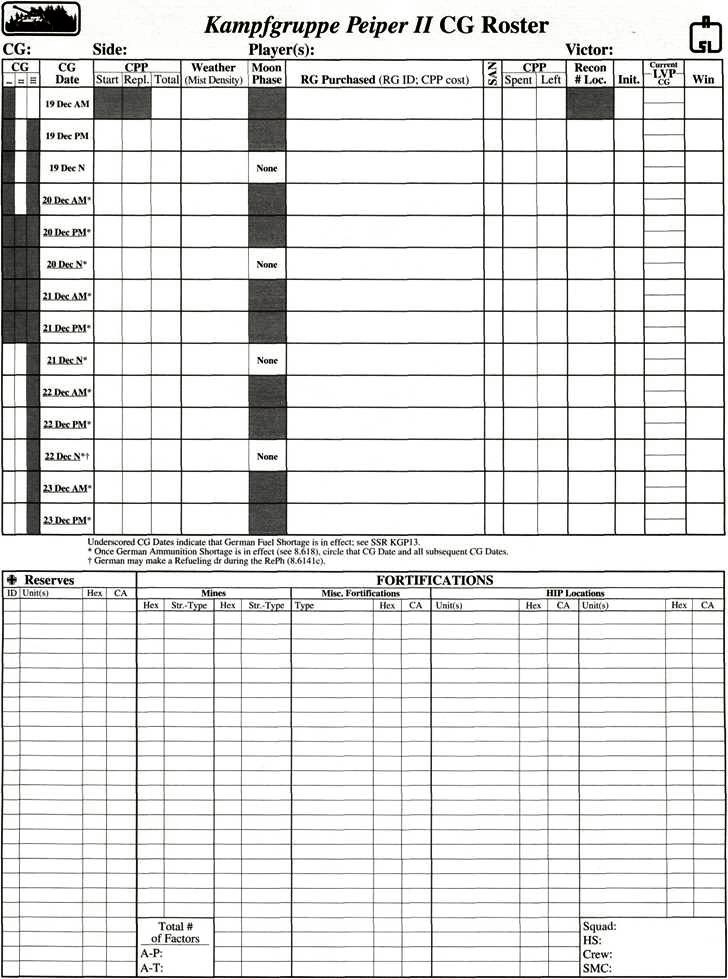 Kampfgruppe Peiper II CG Roster
A
SL
CG: Side: Player(s): Victor:
CG CG CPP Weather Moon RG Purchased (RG ID; CPP cost) SAN CPP Recon Init. Current LVP CG Win
I II III Date Start Repl. Total (Mist Density) Phase Spent Left # Loc.
19 Dec AM
19 Dec PM
19 Dec N None
20 Dec AM*
20 Dec PM*
20 Dec N* None
21 Dec AM*
21 Dec PM*
21 Dec N* None
22 Dec AM*
22 Dec PM*
22 Dec N*† None
23 Dec AM*
23 Dec PM*
Underscored CG Dates indicate that German Fuel Shortage is in effect; see SSR KGP13.
* Once German Ammunition Shortage is in effect (see 8.618), circle that CG Date and all subsequent CG Dates.
† German may make a Refueling dr during the RePh (8.6141c).
Reserves FORTIFICATIONS
ID Unit(s) Hex CA Mines Misc. Fortifications HIP Locations
Hex Str.-Type Hex Str.-Type Type Hex CA Unit(s) Hex CA Unit(s) Hex CA
Total #
of Factors
A-P:
A-T:
Squad:
HS:
Crew:
SMC: